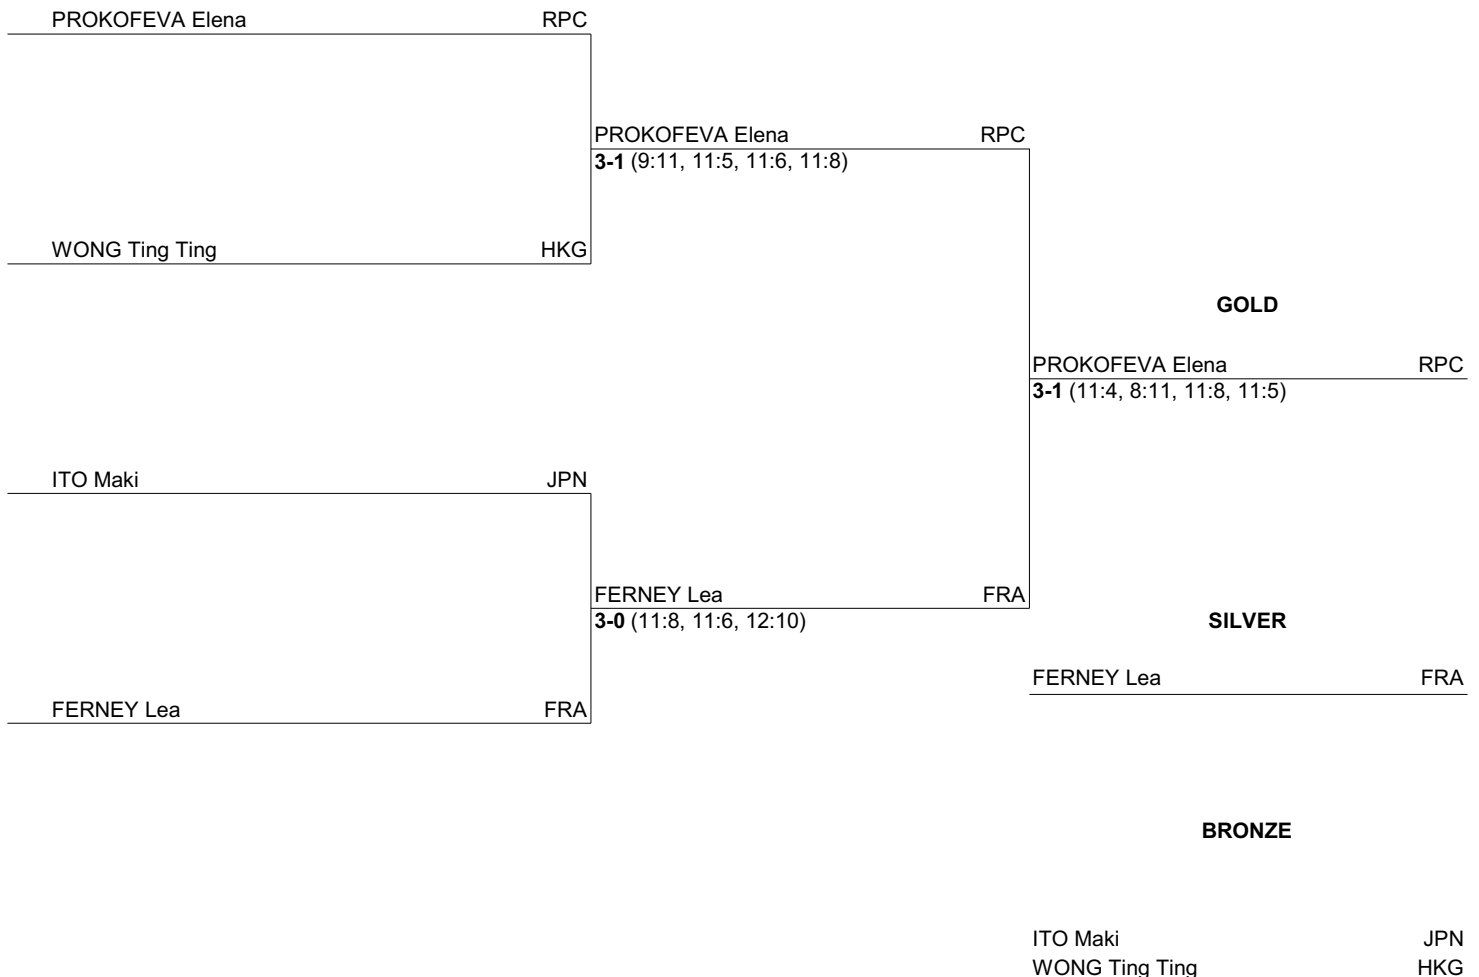 PROKOFEVA Elena RPC
PROKOFEVA Elena RPC
3-1 (9:11, 11:5, 11:6, 11:8)
WONG Ting Ting HKG
GOLD
PROKOFEVA Elena RPC
3-1 (11:4, 8:11, 11:8, 11:5)
ITO Maki JPN
FERNEY Lea FRA
3-0 (11:8, 11:6, 12:10)
SILVER
FERNEY Lea FRA
FERNEY Lea FRA
BRONZE
ITO Maki JPN
WONG Ting Ting HKG